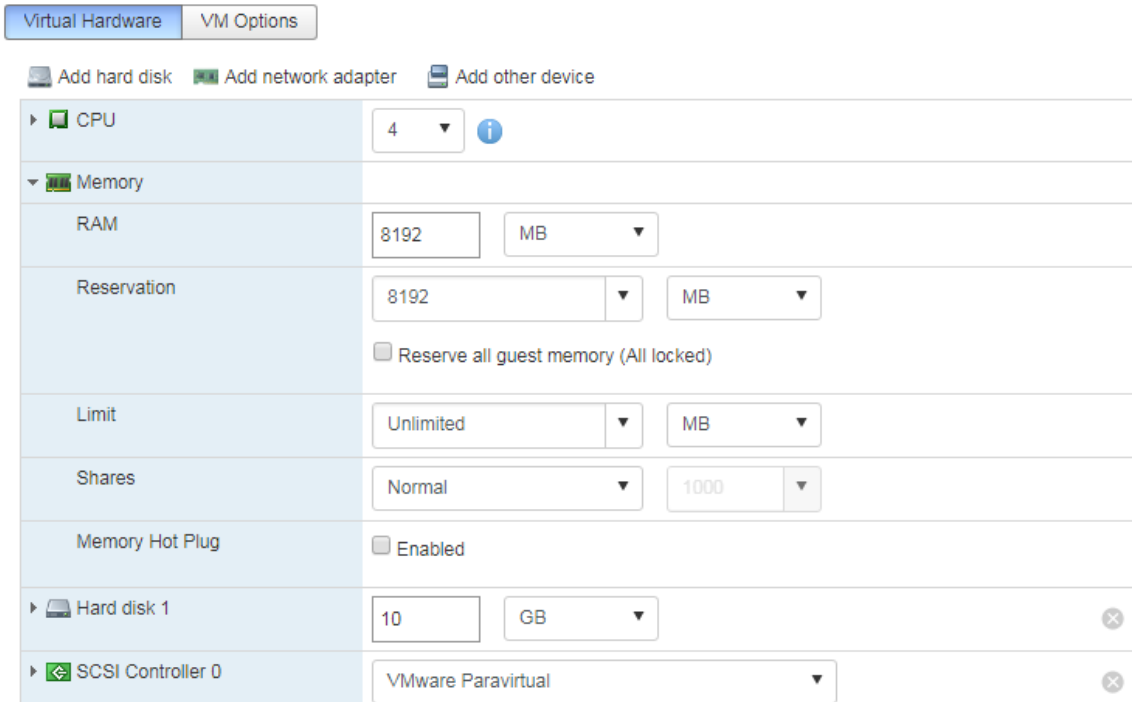 Virtual Hardware VM Options
Add hard disk Add network adapter Add other device
CPU 4
Memory
RAM 8192 MB
Reservation 8192 MB
Reserve all guest memory (All locked)
Limit Unlimited MB
Shares Normal 1000
Memory Hot Plug Enabled
Hard disk 1 10 GB
SCSI Controller 0 VMware Paravirtual